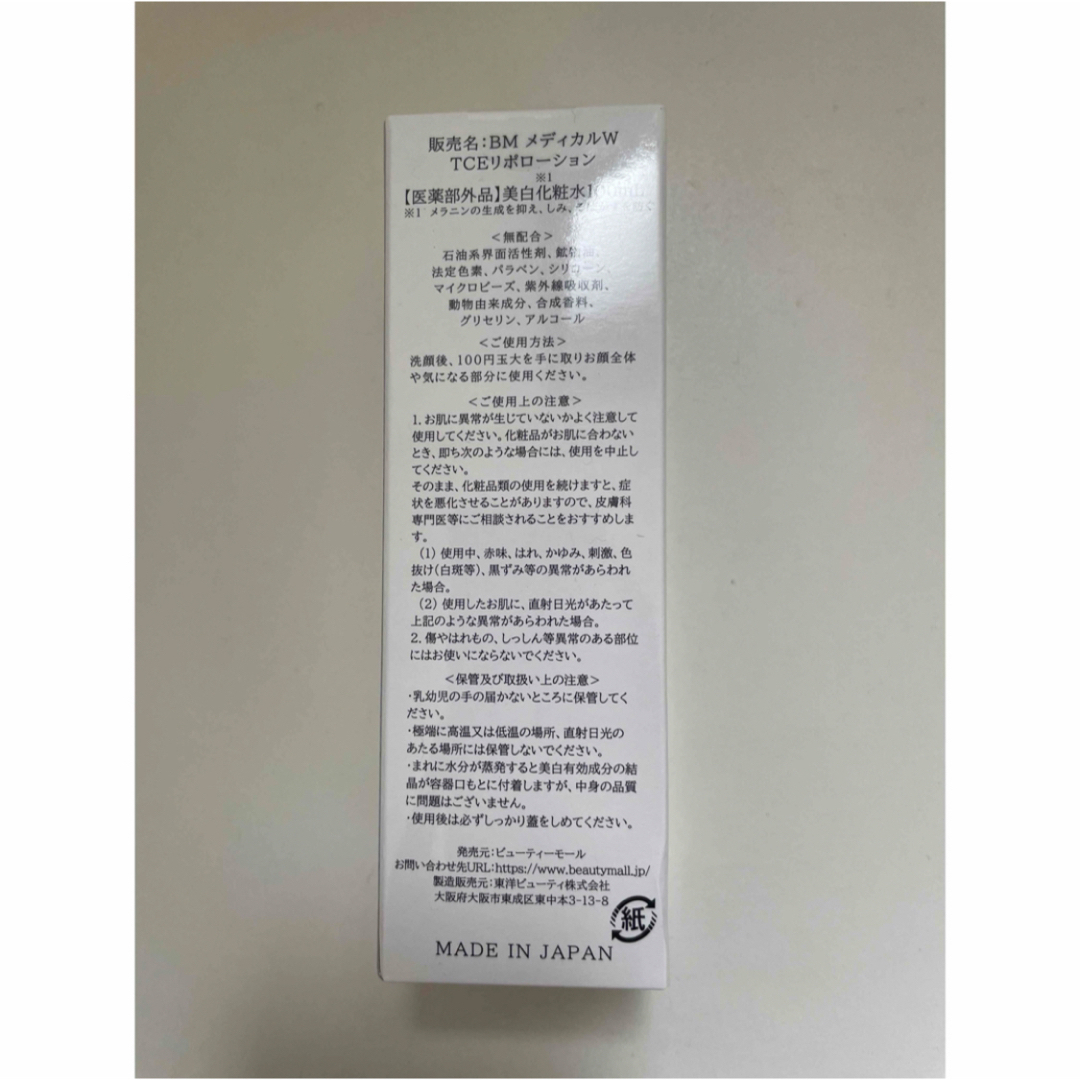 販売名:BM メディカルW
TCEリポローション
※1
【医薬部外品】美白化粧水
※1 メラニンの生成を抑え、しみ、
<無配合>
石油系界面活性剤、鉱物油、
法定色素、パラベン、シリコーン、
マイクロビーズ、紫外線吸収剤、
動物由来成分、合成香料、
グリセリン、アルコール
<ご使用方法>
洗顔後、100円玉大を手に取りお顔全体
や気になる部分に使用ください。
<ご使用上の注意>
1.お肌に異常が生じていないかよく注意して
使用してください。化粧品がお肌に合わない
とき、即ち次のような場合には、使用を中止し
てください。
そのまま、化粧品類の使用を続けますと、症
状を悪化させることがありますので、皮膚科
専門医等にご相談されることをおすすめしま
す。
(1) 使用中、赤味、はれ、かゆみ、刺激、色
抜け(白斑等)、黒ずみ等の異常があらわれ
た場合。
(2) 使用したお肌に、直射日光があたって
上記のような異常があらわれた場合。
2.傷やはれもの、しっしん等異常のある部位
にはお使いにならないでください。
<保管及び取扱い上の注意>
・乳幼児の手の届かないところに保管してく
ださい。
・極端に高温又は低温の場所、直射日光の
あたる場所には保管しないでください。
・まれに水分が蒸発すると美白有効成分の結
晶が容器口もとに付着しますが、中身の品質
に問題はございません。
・使用後は必ずしっかり蓋をしめてください。
発売元:ビューティーモール
お問い合わせ先URL:https://www.beautymall.jp/
製造販売元:東洋ビューティ株式会社
大阪府大阪市東成区東中本3-13-8
紙
MADE IN JAPAN